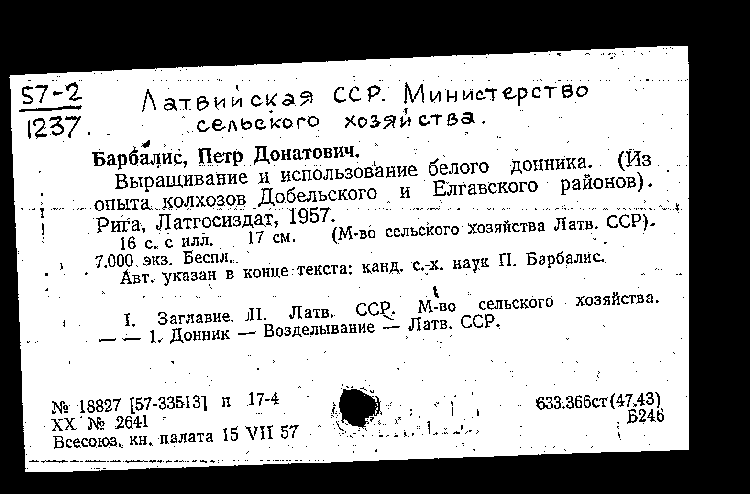 57-2
1237.
Латвийская ССР. Министерство
сельского хозяйства.
Барбалис, Петр Донатович.
Выращивание и использование белого донника. (Из
опыта колхозов Добельского и Елгавского районов).
Рига, Латгосиздат, 1957.
16 с. с илл. 17 см. (М-во сельского хозяйства Латв. ССР).
7.000 экз. Беспл.
Авт. указан в конце текста: канд. с.-х. наук П. Барбалис.
I. Заглавие. II. Латв. ССР. М-во сельского хозяйства.
— — 1. Донник — Возделывание — Латв. ССР.
№ 18827 [57-33513] п 17-4
XX № 2641
Всесоюз. кн. палата 15 VII 57
633.366ст(47.43)
Б246